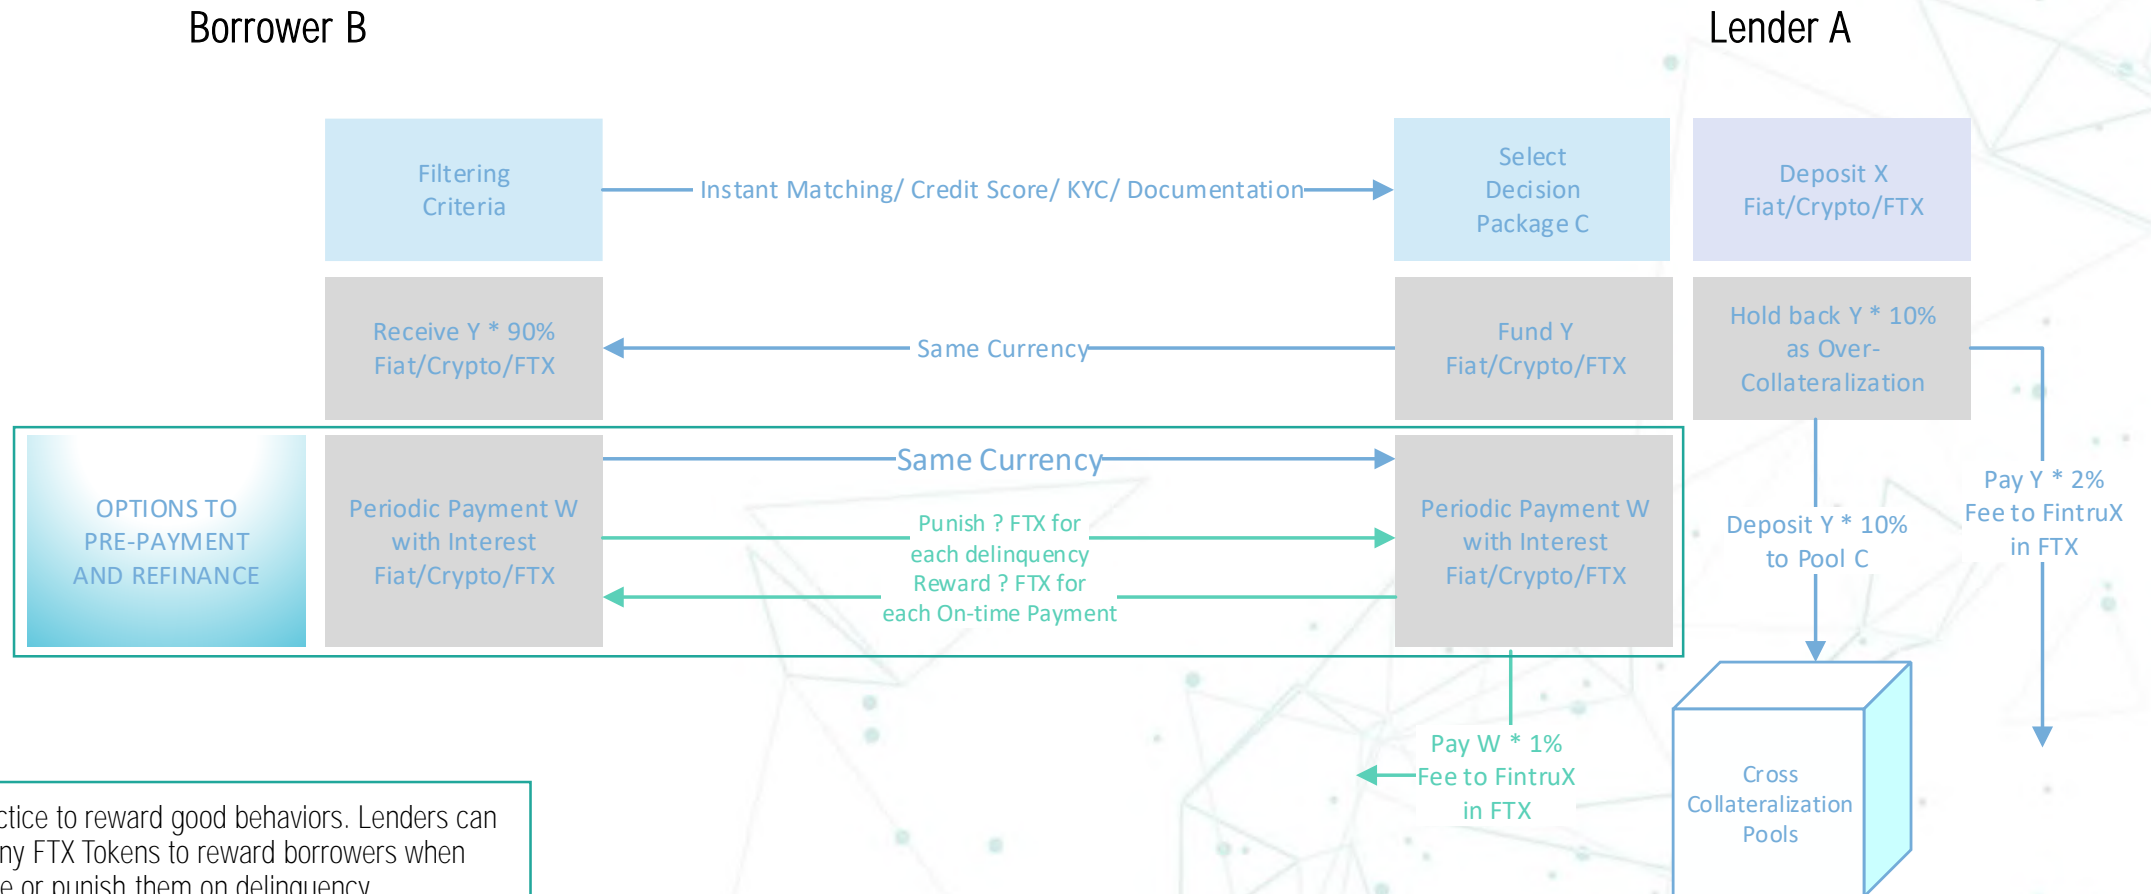 Borrower B
Lender A
Filtering
Criteria
Instant Matching/ Credit Score/ KYC/ Documentation
Select
Decision
Package C
Deposit X
Fiat/Crypto/FTX
Receive Y * 90%
Fiat/Crypto/FTX
Same Currency
Fund Y
Fiat/Crypto/FTX
Hold back Y * 10%
as Over-
Collateralization
OPTIONS TO
PRE-PAYMENT
AND REFINANCE
Periodic Payment W
with Interest
Fiat/Crypto/FTX
Same Currency
Punish ? FTX for
each delinquency
Reward ? FTX for
each On-time Payment
Periodic Payment W
with Interest
Fiat/Crypto/FTX
Deposit Y * 10%
to Pool C
Pay Y * 2%
Fee to FintruX
in FTX
Pay W * 1%
Fee to FintruX
in FTX
Cross
Collateralization
Pools
to reward good behaviors. Lenders can
FTX Tokens to reward borrowers when
or punish them on delinquency